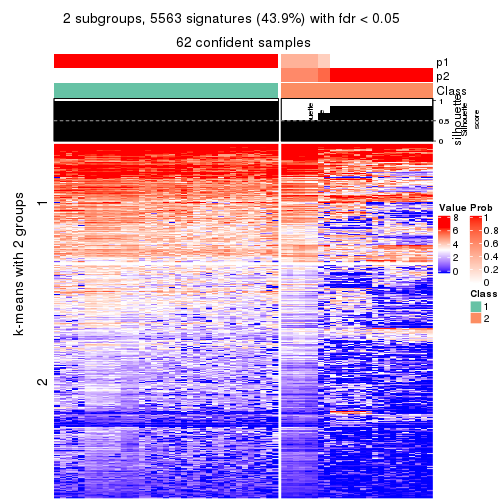 2 subgroups, 5563 signatures (43.9%) with fdr < 0.05
62 confident samples
p1
p2
Class
1
0.5
0
silhouette
Silhouette
score
k-means with 2 groups
1
2
Value
8
6
4
2
0
Prob
1
0.8
0.6
0.4
0.2
0
Class
1
2